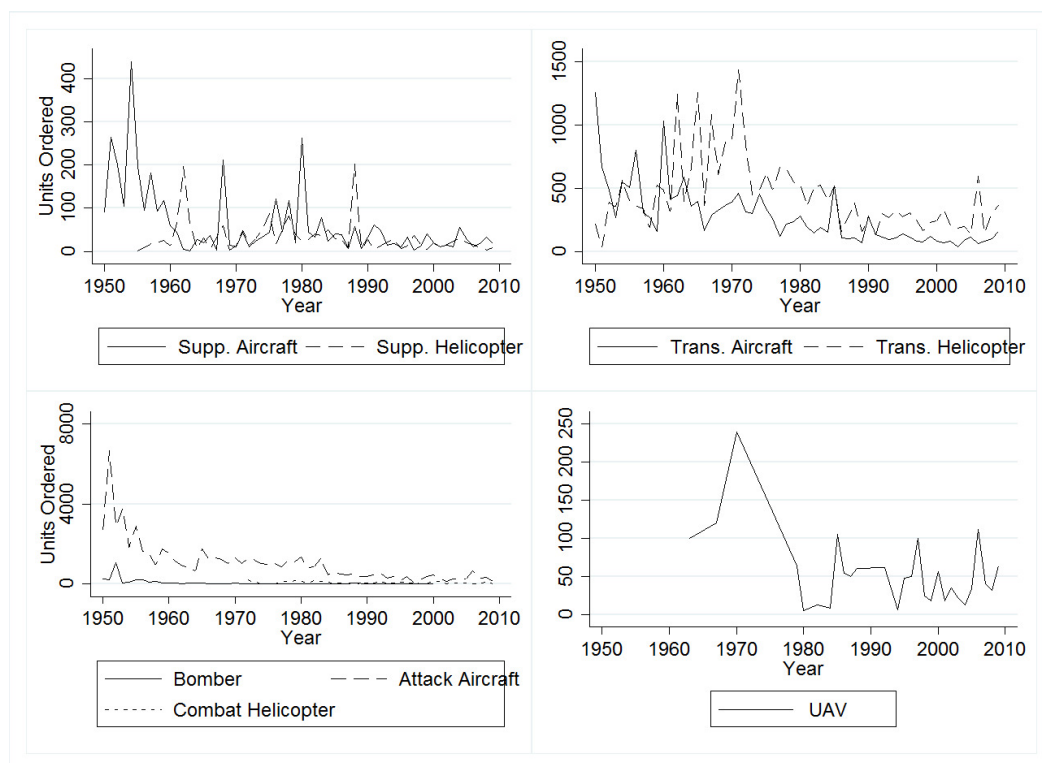 Units Ordered
400
300
200
100
0
1950 1960 1970 1980 1990 2000 2010
Year
Supp. Aircraft Supp. Helicopter
1500
1000
500
0
1950 1960 1970 1980 1990 2000 2010
Year
Trans. Aircraft Trans. Helicopter
Units Ordered
8000
4000
0
1950 1960 1970 1980 1990 2000 2010
Year
Bomber Attack Aircraft
Combat Helicopter
250
200
150
100
50
0
1950 1960 1970 1980 1990 2000 2010
Year
UAV